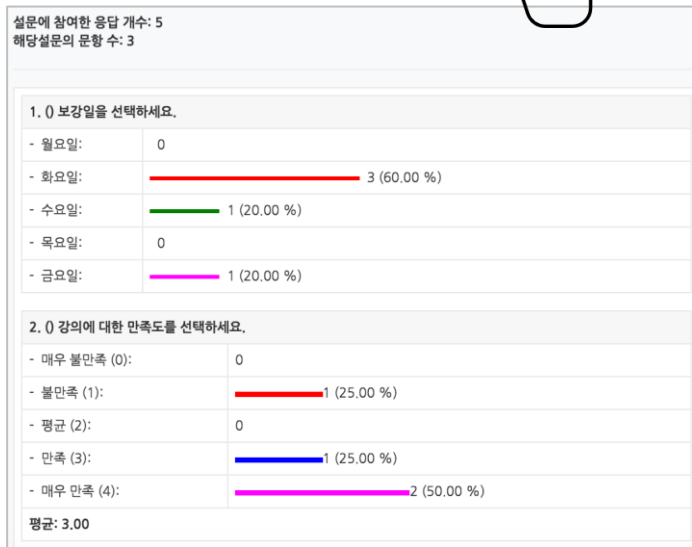 설문에 참여한 응답 개수: 5
해당설문의 문항 수: 3
1. () 보강일을 선택하세요.
- 월요일: 0
- 화요일: 3 (60.00 %)
- 수요일: 1 (20.00 %)
- 목요일: 0
- 금요일: 1 (20.00 %)
2. () 강의에 대한 만족도를 선택하세요.
- 매우 불만족 (0): 0
- 불만족 (1): 1 (25.00 %)
- 평균 (2): 0
- 만족 (3): 1 (25.00 %)
- 매우 만족 (4): 2 (50.00 %)
평균: 3.00